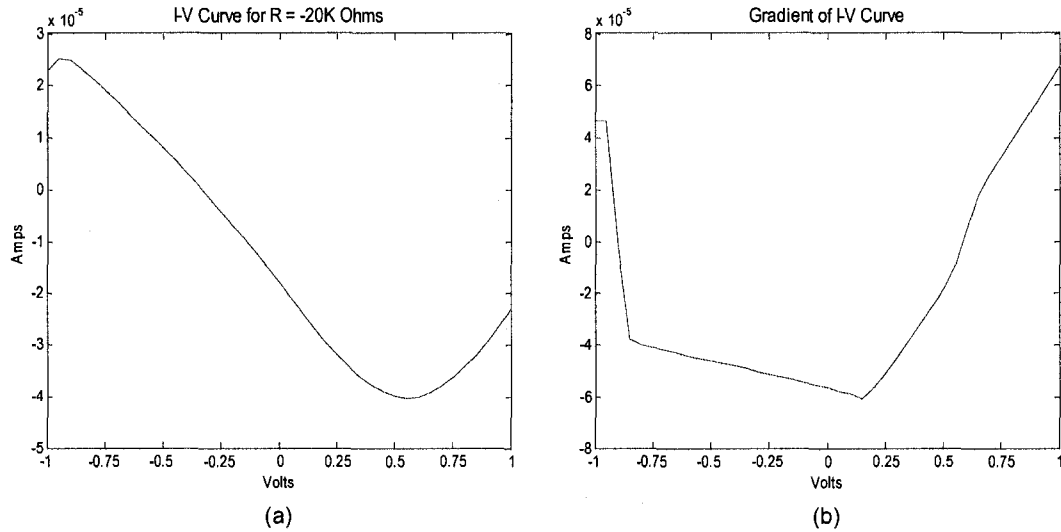 I-V Curve for R = -20K Ohms
x 10^-5
3
2
1
0
-1
-2
-3
-4
-5
Amps
-1 -0.75 -0.5 -0.25 0 0.25 0.5 0.75 1
Volts
(a)
Gradient of I-V Curve
x 10^-5
8
6
4
2
0
-2
-4
-6
-8
Amps
-1 -0.75 -0.5 -0.25 0 0.25 0.5 0.75 1
Volts
(b)